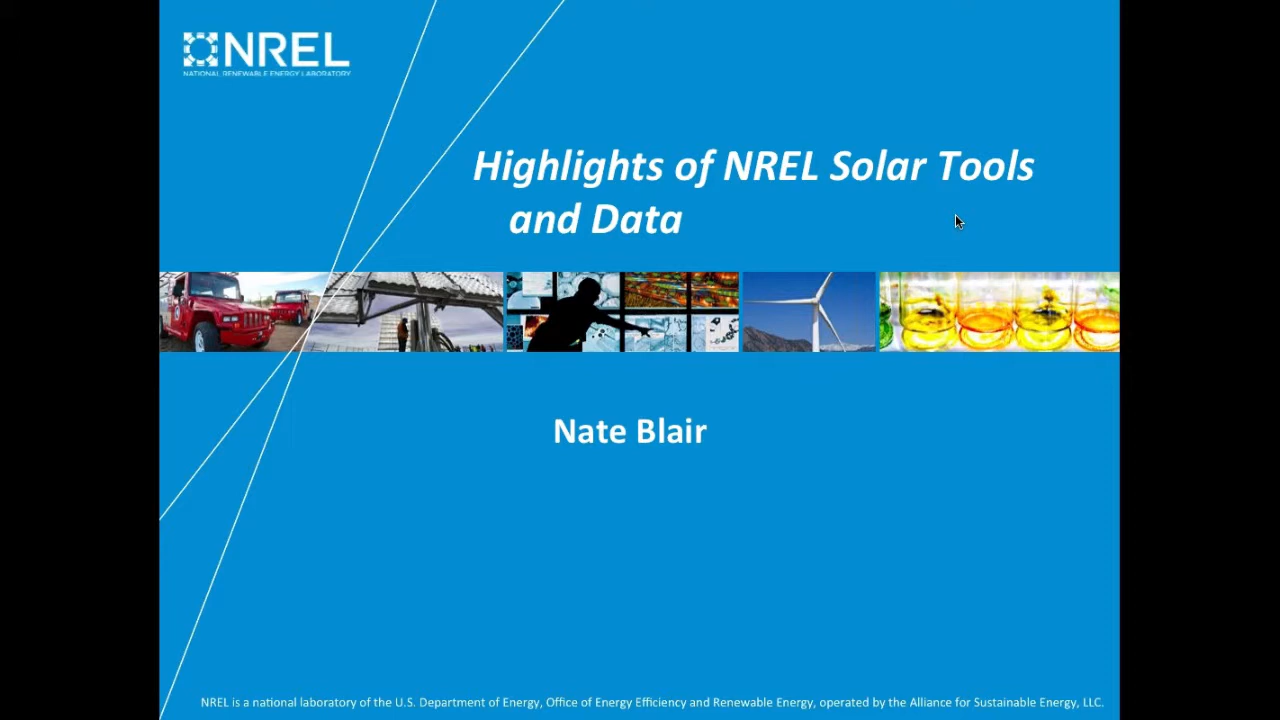 NREL
NATIONAL RENEWABLE ENERGY LABORATORY
Highlights of NREL Solar Tools
and Data
Nate Blair
NREL is a national laboratory of the U.S. Department of Energy, Office of Energy Efficiency and Renewable Energy, operated by the Alliance for Sustainable Energy, LLC.